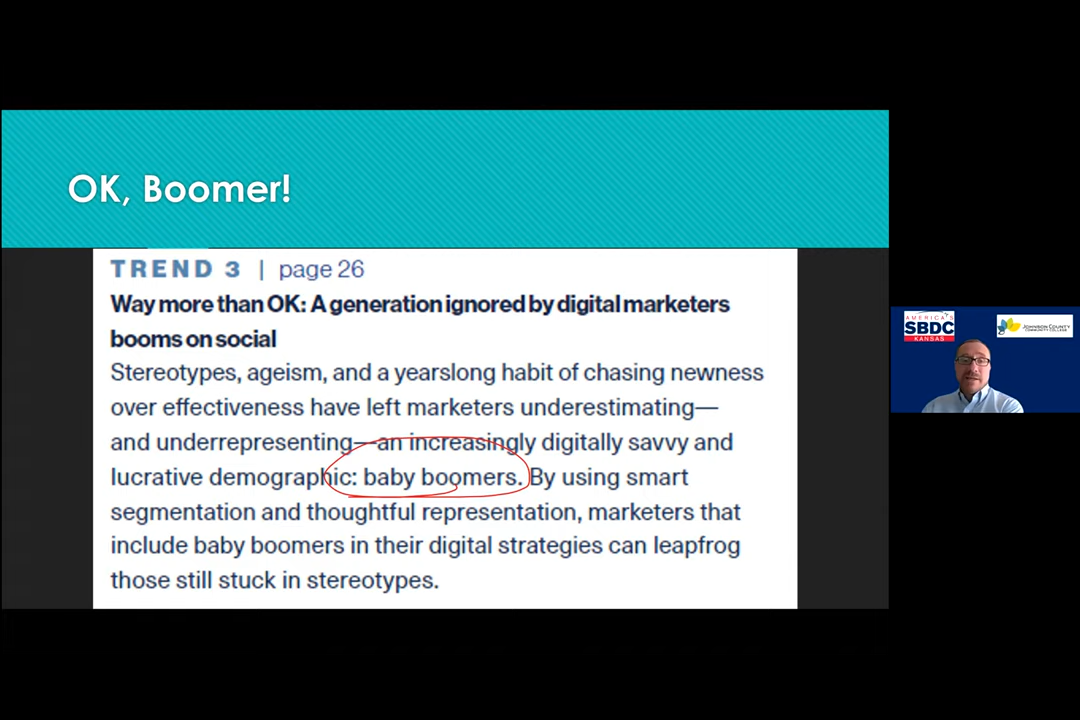 OK, Boomer!
TREND 3 | page 26
Way more than OK: A generation ignored by digital marketers
booms on social
Stereotypes, ageism, and a yearslong habit of chasing newness
over effectiveness have left marketers underestimating—
and underrepresenting—an increasingly digitally savvy and
lucrative demographic: baby boomers. By using smart
segmentation and thoughtful representation, marketers that
include baby boomers in their digital strategies can leapfrog
those still stuck in stereotypes.
AMERICA'S
SBDC
KANSAS
JOHNSON COUNTY
COMMUNITY COLLEGE